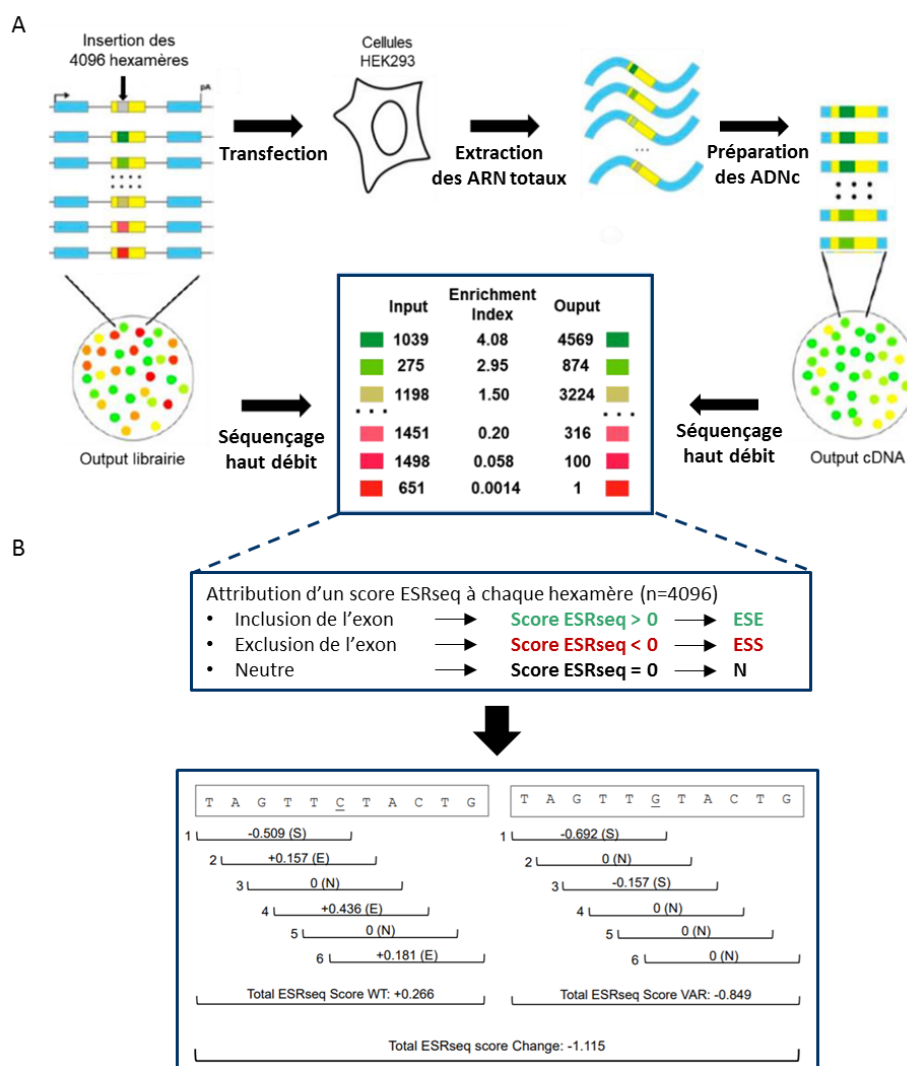 A
Insertion des
4096 hexamères
pA
Cellules
HEK293
Transfection
Extraction
des ARN totaux
Préparation
des ADNc
Input Enrichment Index Ouput
1039 4.08 4569
275 2.95 874
1198 1.50 3224
1451 0.20 316
1498 0.058 100
651 0.0014 1
Output librairie
Séquençage
haut débit
Séquençage
haut débit
Output cDNA
B
Attribution d'un score ESRseq à chaque hexamère (n=4096)
• Inclusion de l'exon Score ESRseq > 0 ESE
• Exclusion de l'exon Score ESRseq < 0 ESS
• Neutre Score ESRseq = 0 N
T A G T T C T A C T G
1 -0.509 (S)
2 +0.157 (E)
3 0 (N)
4 +0.436 (E)
5 0 (N)
6 +0.181 (E)
Total ESRseq Score WT: +0.266
T A G T T G T A C T G
1 -0.692 (S)
2 0 (N)
3 -0.157 (S)
4 0 (N)
5 0 (N)
6 0 (N)
Total ESRseq Score VAR: -0.849
Total ESRseq score Change: -1.115